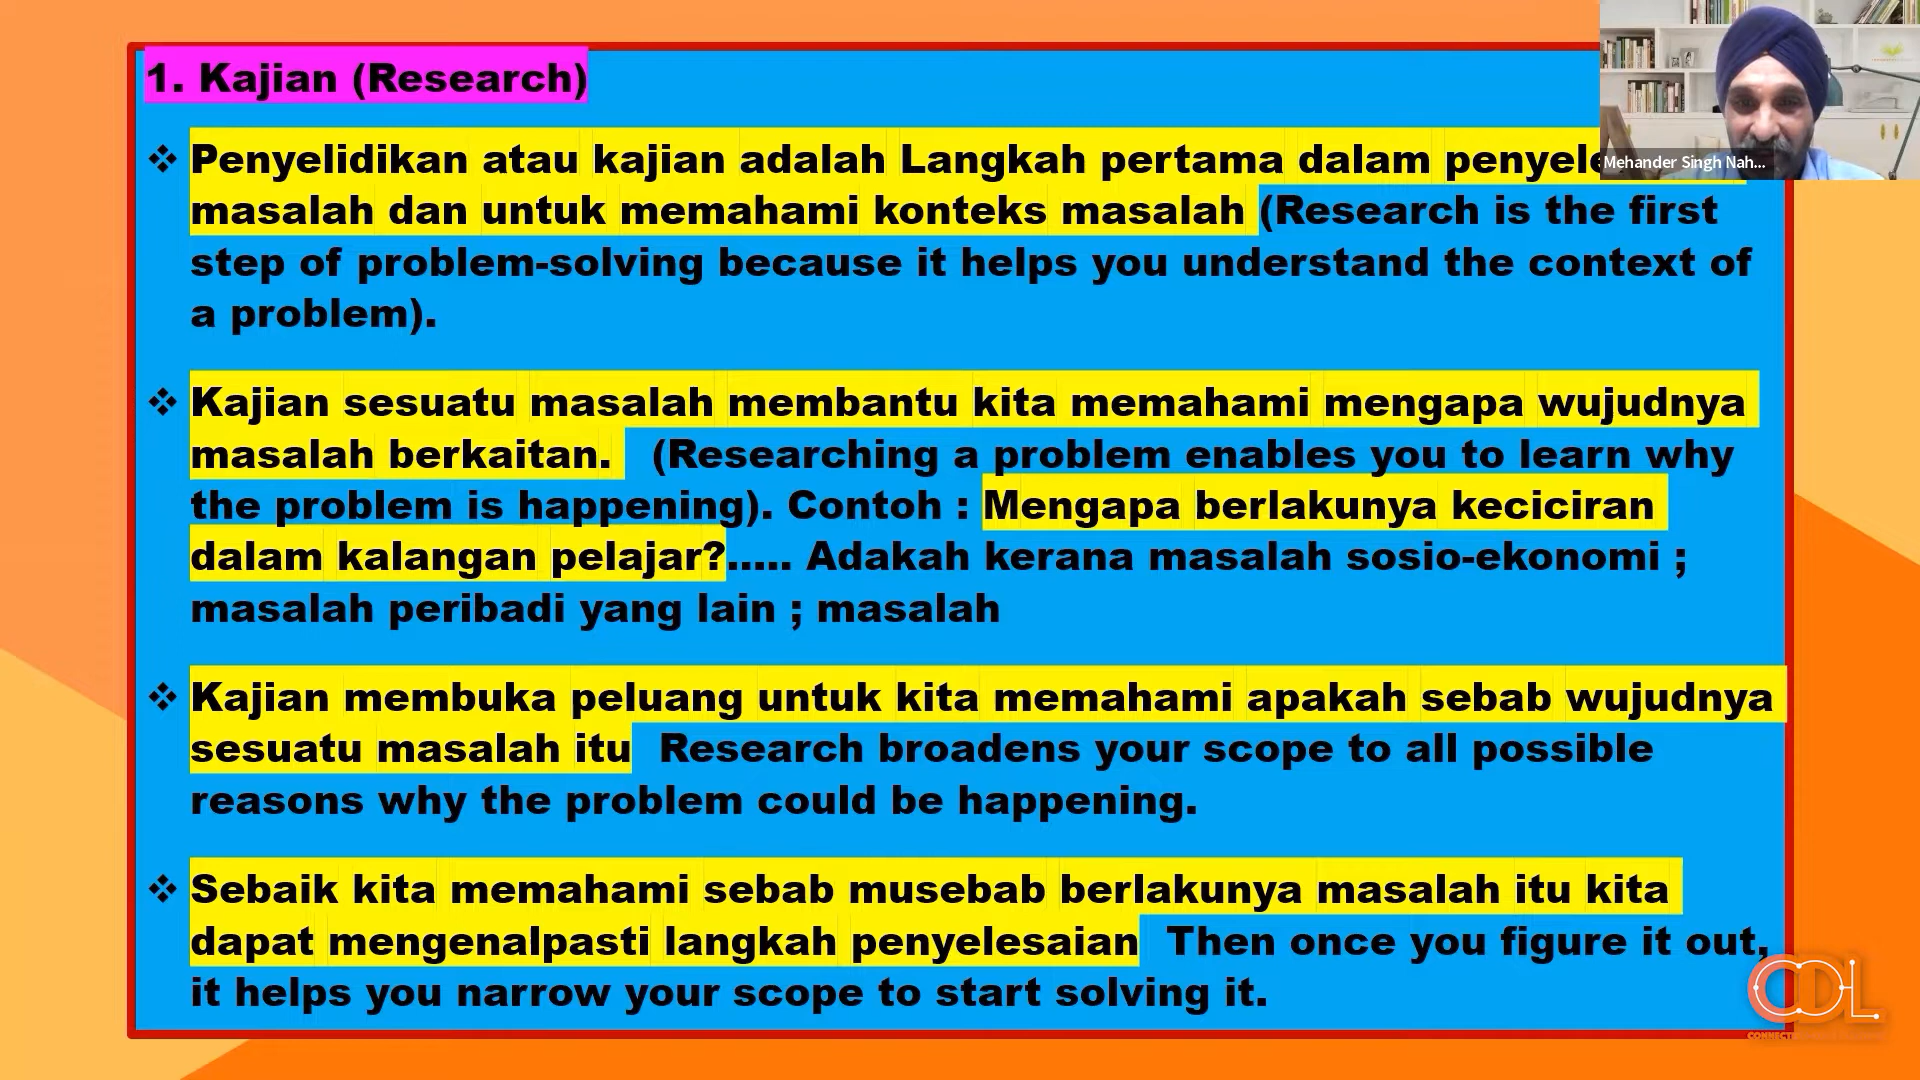 1. Kajian (Research)
❖ Penyelidikan atau kajian adalah Langkah pertama dalam
masalah dan untuk memahami konteks masalah (Research is the first
step of problem-solving because it helps you understand the context of
a problem).
❖ Kajian sesuatu masalah membantu kita memahami mengapa wujudnya
masalah berkaitan. (Researching a problem enables you to learn why
the problem is happening). Contoh : Mengapa berlakunya keciciran
dalam kalangan pelajar?..... Adakah kerana masalah sosio-ekonomi ;
masalah peribadi yang lain ; masalah
❖ Kajian membuka peluang untuk kita memahami apakah sebab wujudnya
sesuatu masalah itu Research broadens your scope to all possible
reasons why the problem could be happening.
❖ Sebaik kita memahami sebab musebab berlakunya masalah itu kita
dapat mengenalpasti langkah penyelesaian Then once you figure it out,
it helps you narrow your scope to start solving it.
Mehander Singh Nah...
CDL